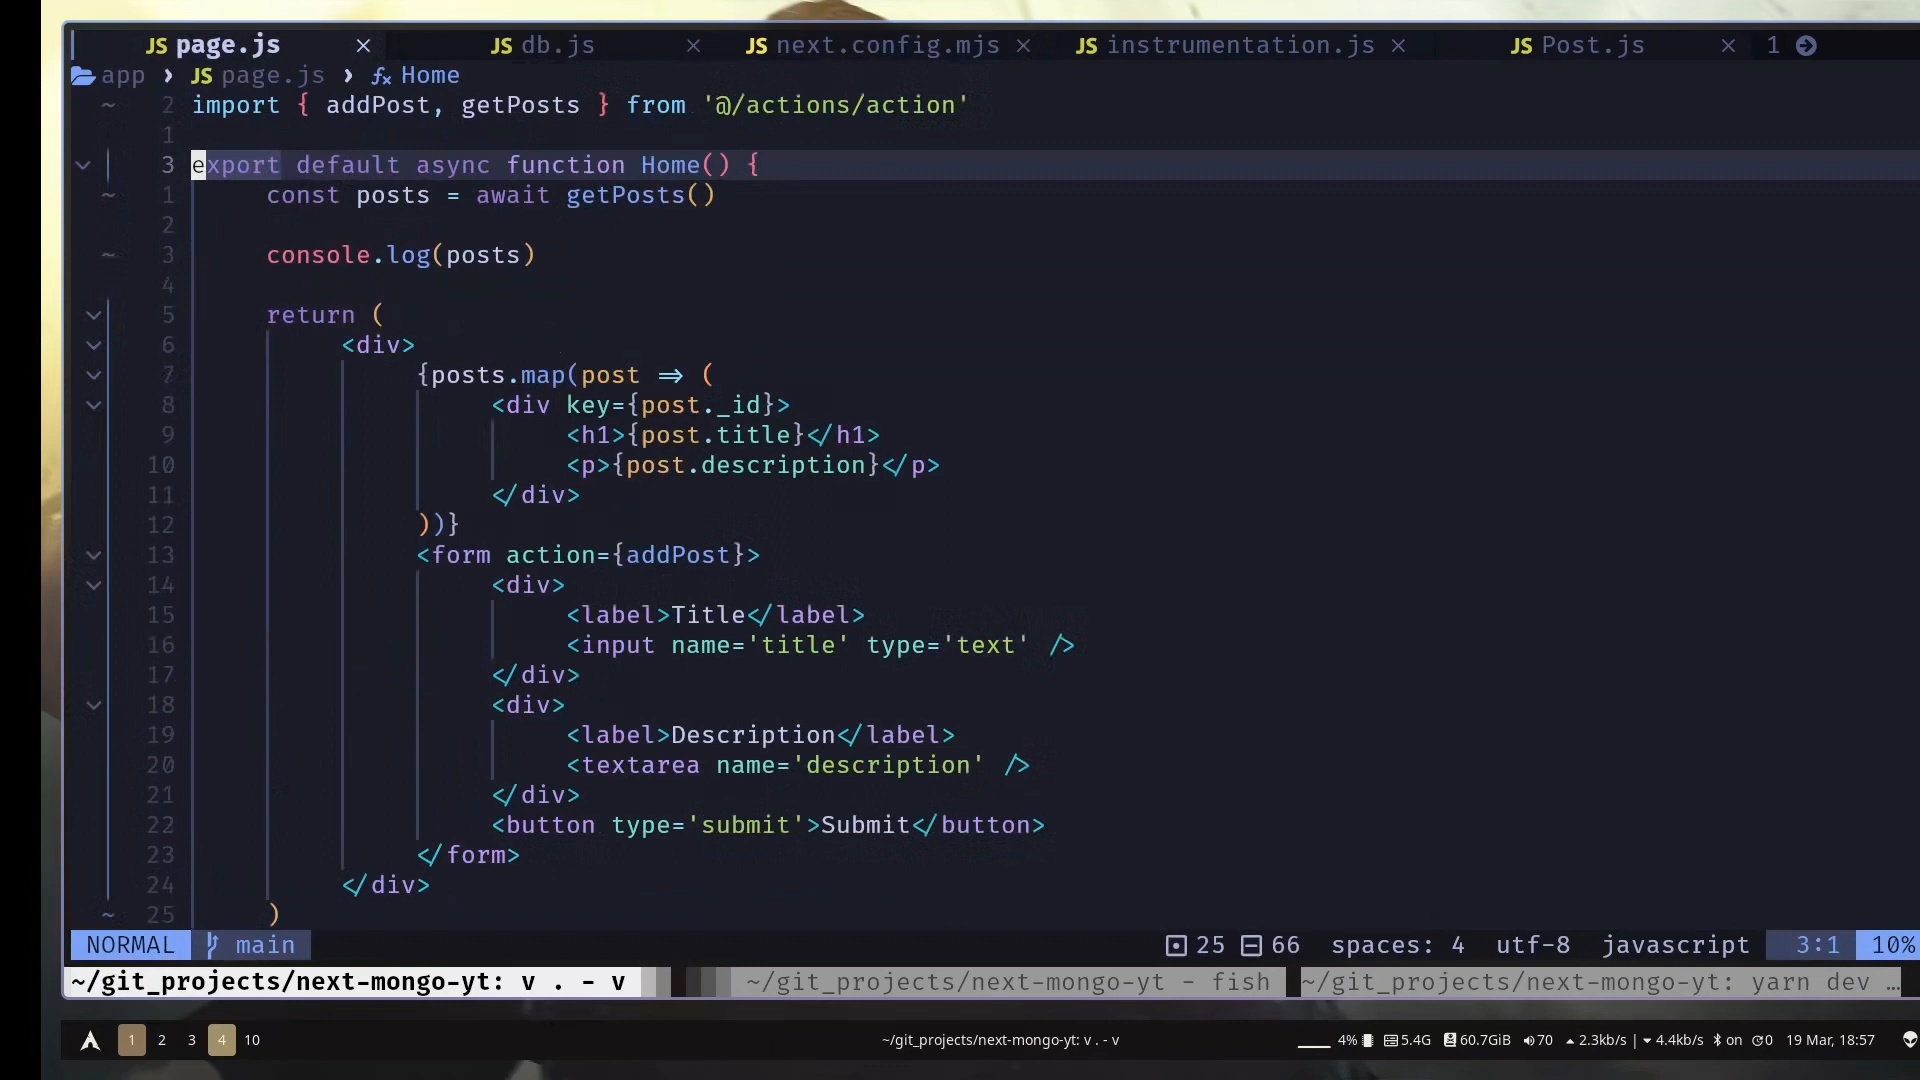 JS page.js × JS db.js × JS next.config.mjs × JS instrumentation.js × JS Post.js × 1
app › JS page.js › fx Home
~ 2 import { addPost, getPosts } from '@/actions/action'
1
3 export default async function Home() {
~ 1 const posts = await getPosts()
2
~ 3 console.log(posts)
4
5 return (
6 <div>
7 {posts.map(post => (
8 <div key={post._id}>
9 <h1>{post.title}</h1>
10 <p>{post.description}</p>
11 </div>
12 ))}
13 <form action={addPost}>
14 <div>
15 <label>Title</label>
16 <input name='title' type='text' />
17 </div>
18 <div>
19 <label>Description</label>
20 <textarea name='description' />
21 </div>
22 <button type='submit'>Submit</button>
23 </form>
24 </div>
~ 25 )
NORMAL main 25 66 spaces: 4 utf-8 javascript 3:1 10%
~/git_projects/next-mongo-yt: v . - v ~/git_projects/next-mongo-yt - fish ~/git_projects/next-mongo-yt: yarn dev …
1 2 3 4 10 ~/git_projects/next-mongo-yt: v . - v 4% 5.4G 60.7GiB 70 2.3kb/s | 4.4kb/s on 0 19 Mar, 18:57